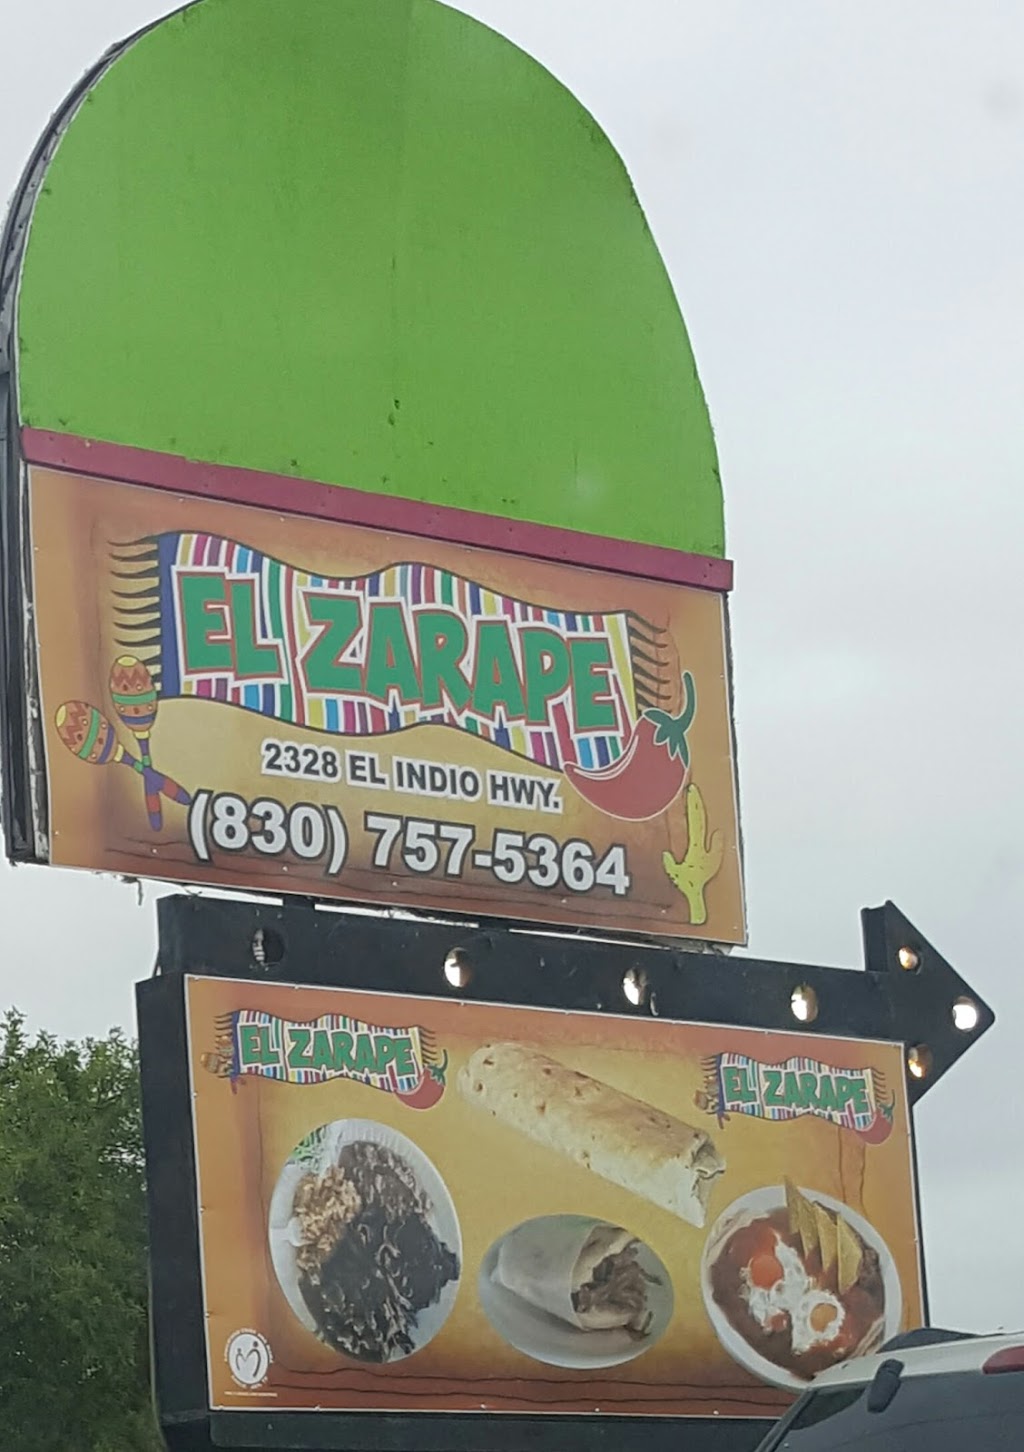 EL ZARAPE
2328 EL INDIO HWY.
(830) 757-5364
EL ZARAPE
EL ZARAPE